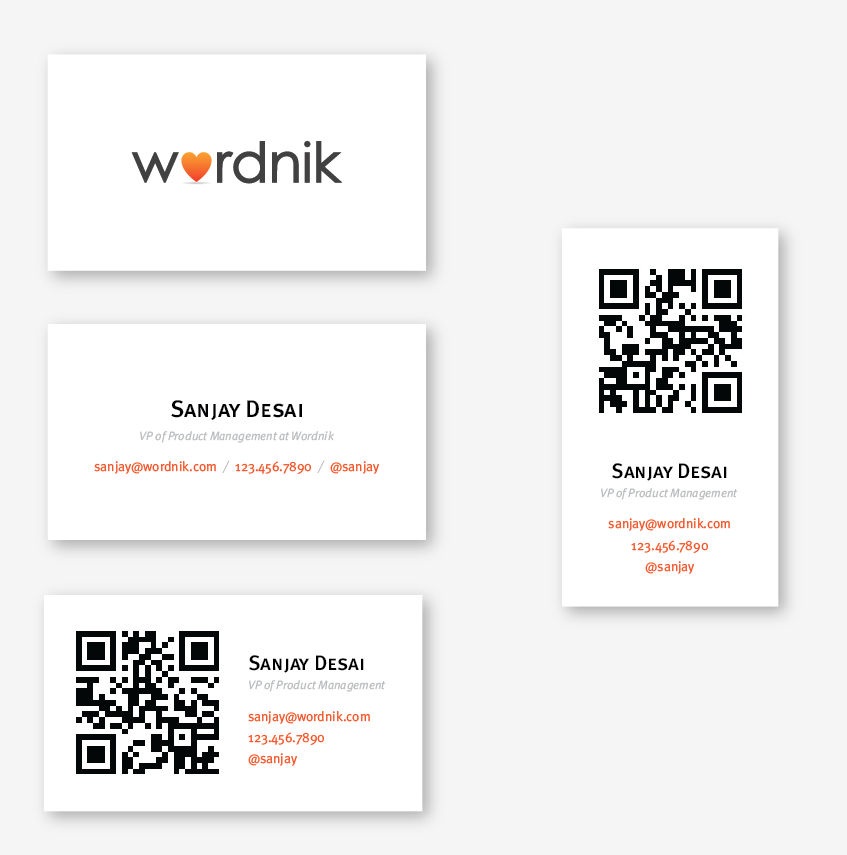 wordnik
Sanjay Desai
VP of Product Management at Wordnik
sanjay@wordnik.com / 123.456.7890 / @sanjay
Sanjay Desai
VP of Product Management
sanjay@wordnik.com
123.456.7890
@sanjay
Sanjay Desai
VP of Product Management
sanjay@wordnik.com
123.456.7890
@sanjay